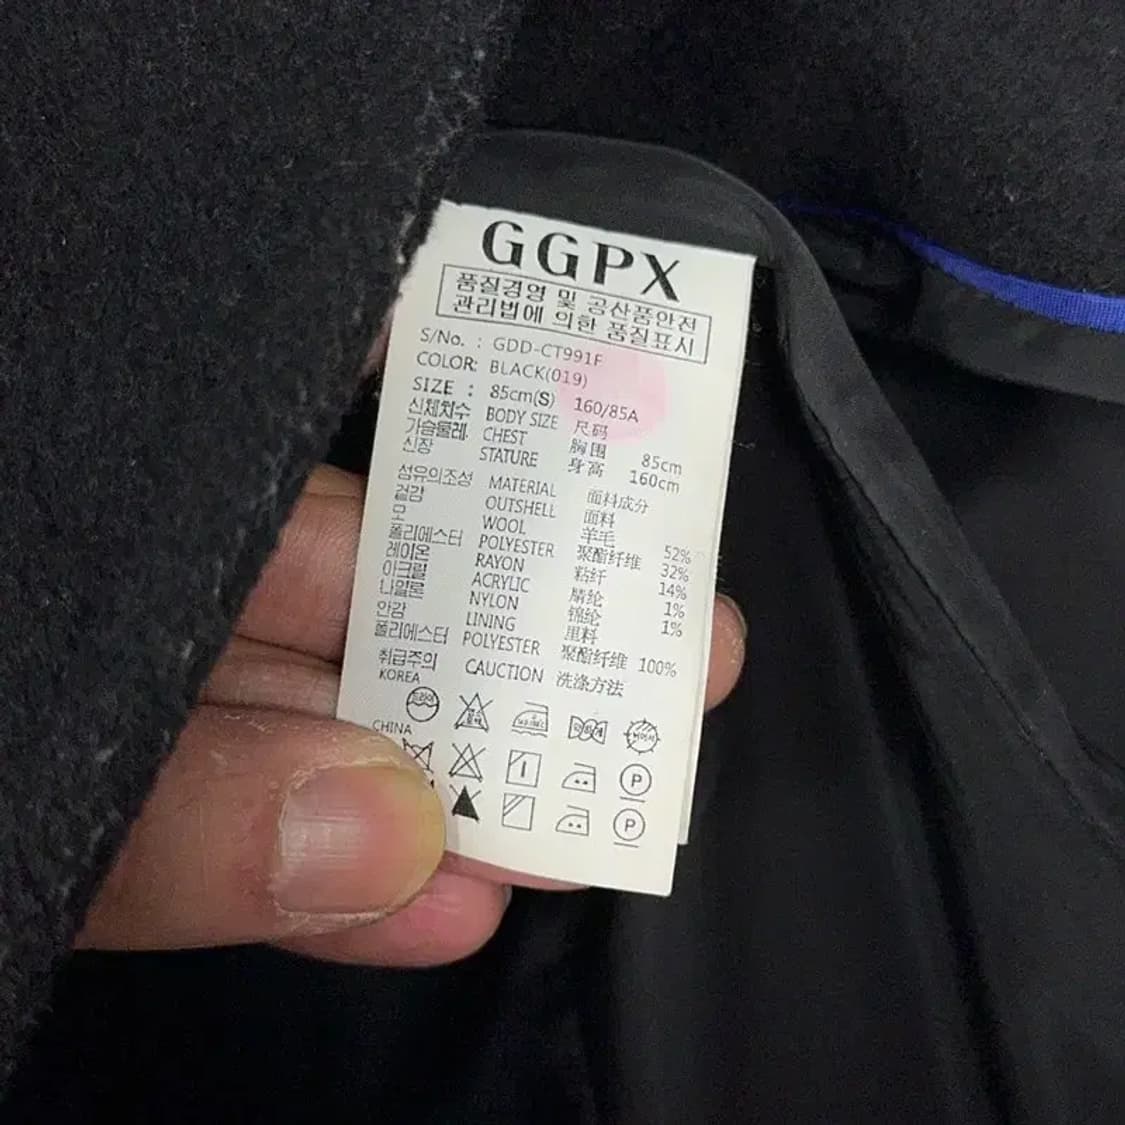 GGPX
품질경영 및 공산품안전
관리법에 의한 품질표시
S/No. : GDD-CT991F
COLOR: BLACK(019)
SIZE : 85cm(S) 160/85A
신체치수 BODY SIZE 尺码
가슴둘레 CHEST 胸围 85cm
신장 STATURE 身高 160cm
섬유의조성 MATERIAL 面料成分
겉감 OUTSHELL 面料
모 WOOL 羊毛 52%
폴리에스터 POLYESTER 聚酯纤维 32%
레이온 RAYON 粘纤 14%
아크릴 ACRYLIC 腈纶 1%
나일론 NYLON 锦纶 1%
안감 LINING 里料
폴리에스터 POLYESTER 聚酯纤维 100%
취급주의 CAUCTION 洗涤方法
KOREA
드라이
CHINA
P
P